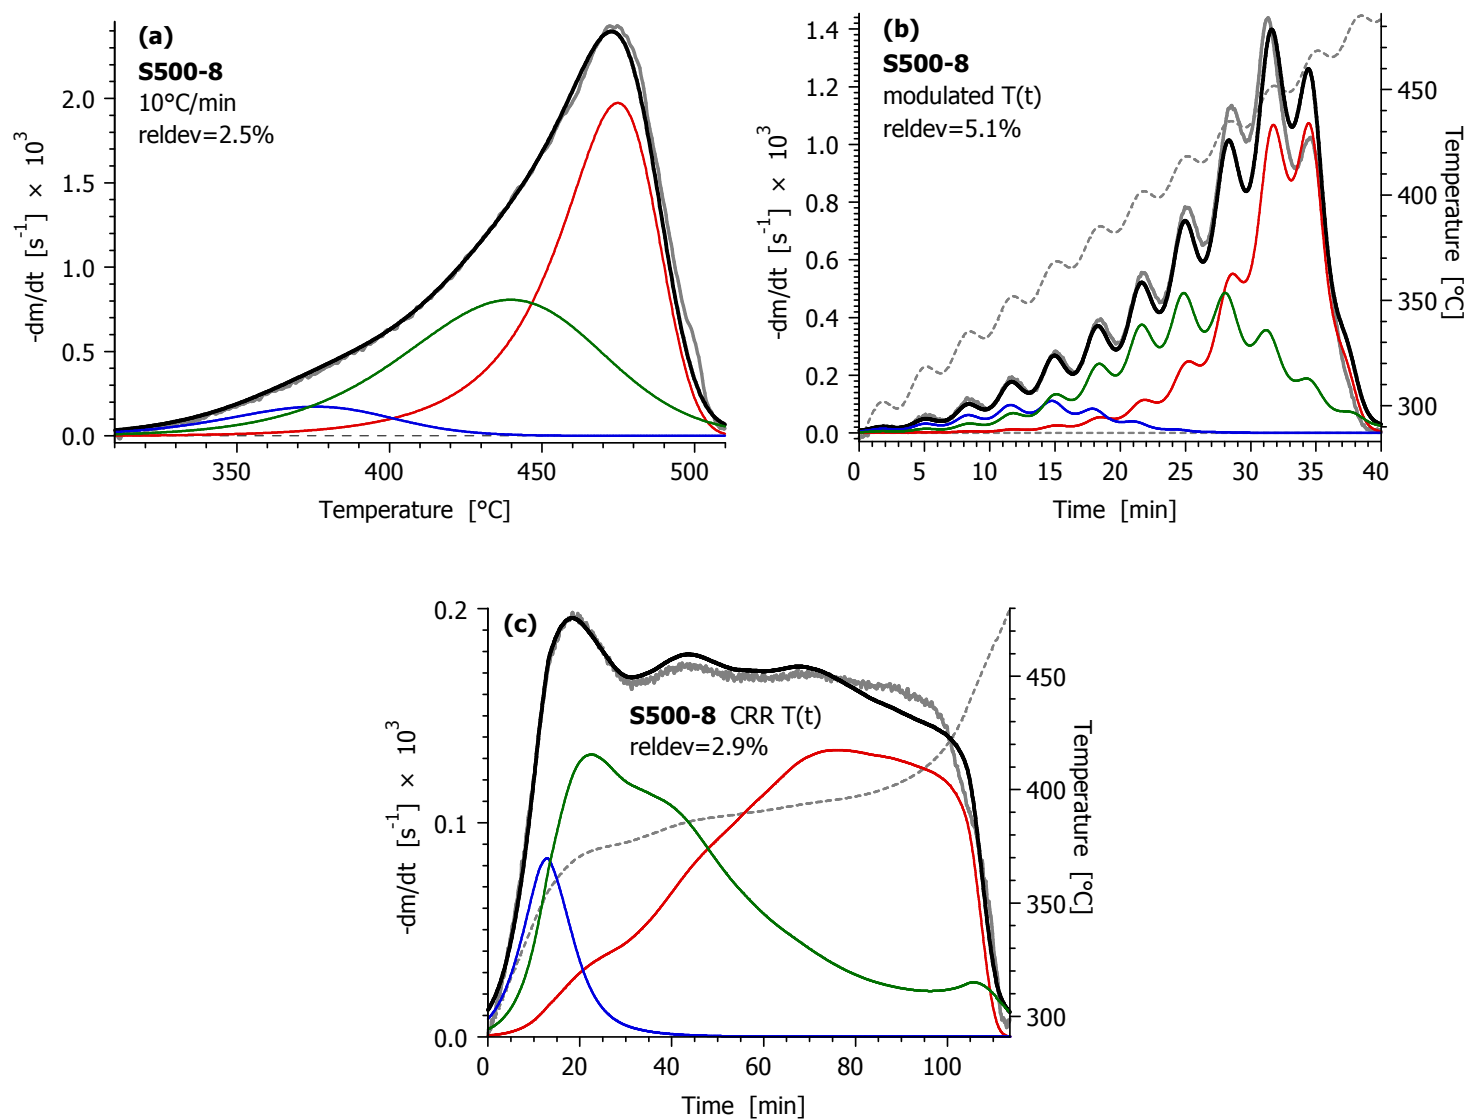 (a)
S500-8
10°C/min
reldev=2.5%
-dm/dt [s⁻¹] × 10³
2.0
1.5
1.0
0.5
0.0
350 400 450 500
Temperature [°C]
(b)
S500-8
modulated T(t)
reldev=5.1%
-dm/dt [s⁻¹] × 10³
1.4
1.2
1.0
0.8
0.6
0.4
0.2
0.0
0 5 10 15 20 25 30 35 40
Time [min]
450
400
350
300
Temperature [°C]
(c)
S500-8 CRR T(t)
reldev=2.9%
-dm/dt [s⁻¹] × 10³
0.2
0.1
0.0
0 20 40 60 80 100
Time [min]
450
400
350
300
Temperature [°C]